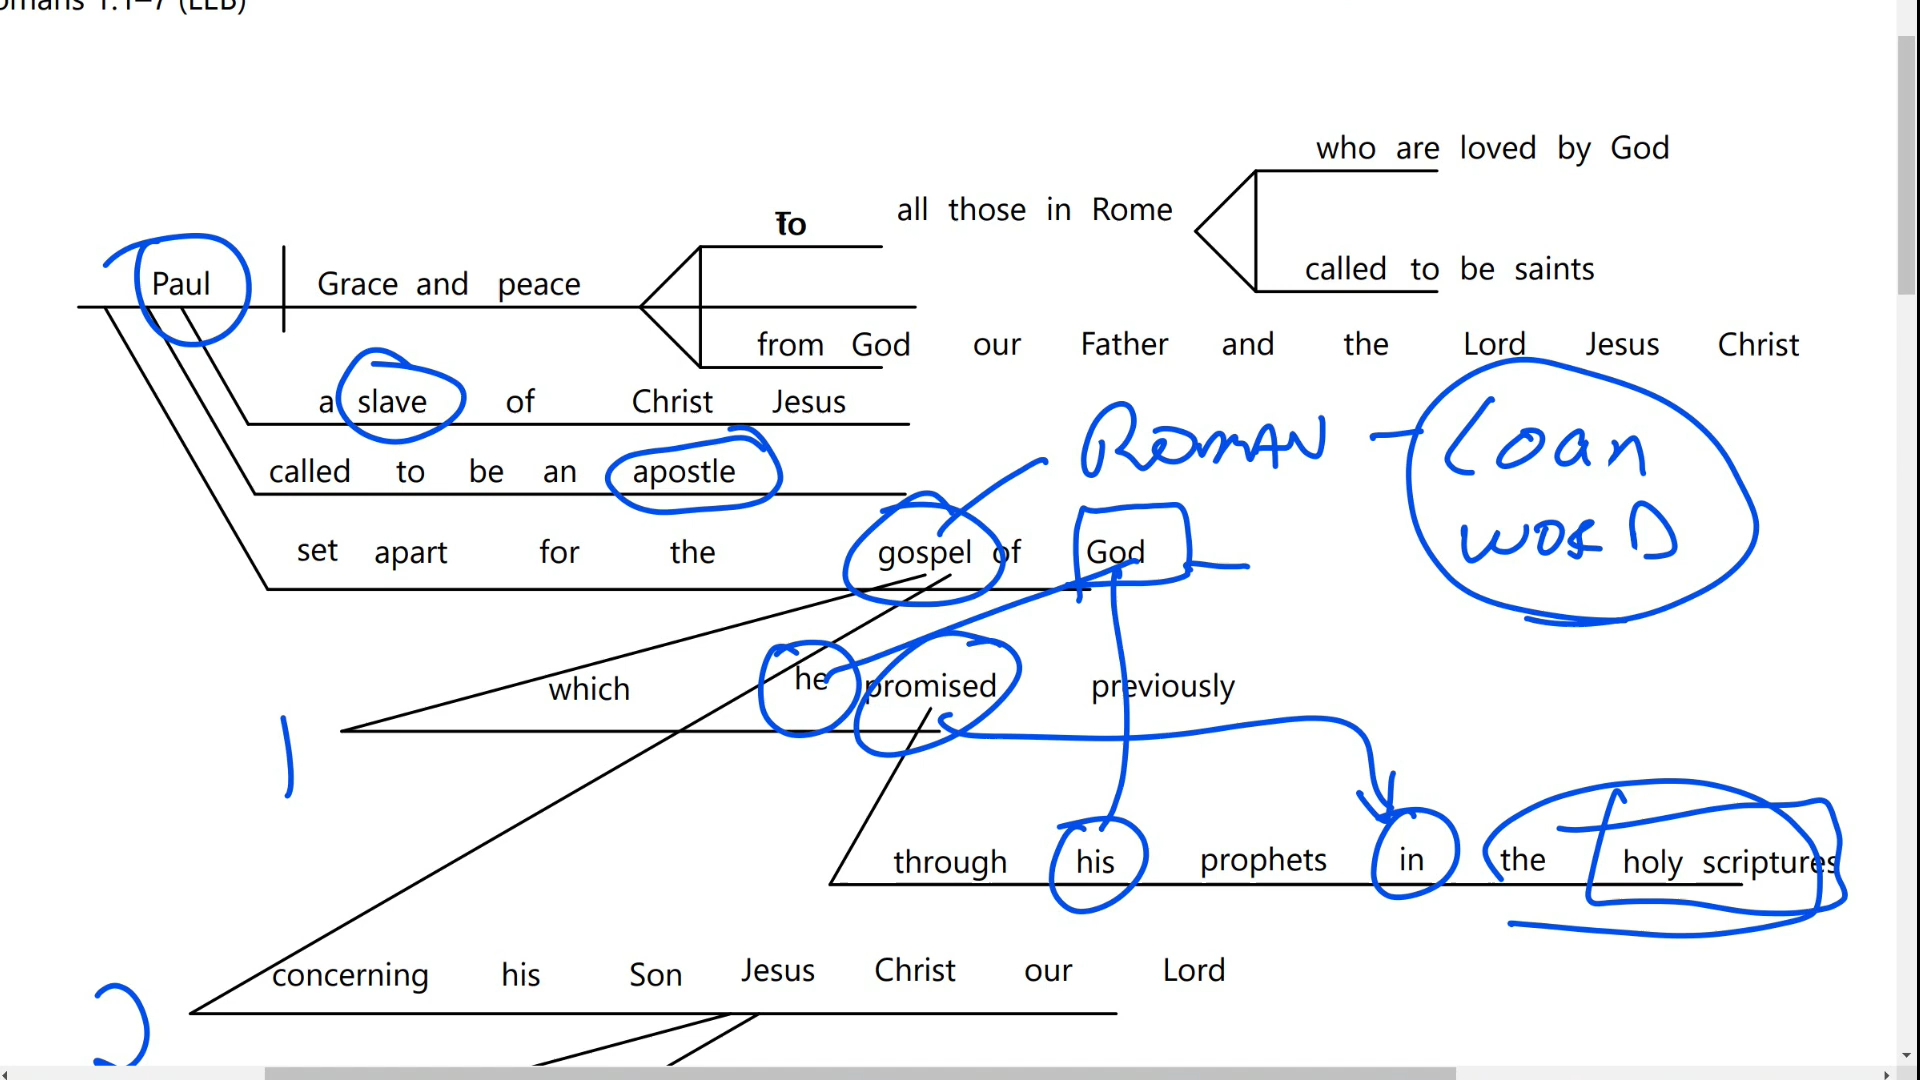 omans 1:1–7 (LEB)
who are loved by God
To all those in Rome
called to be saints
Paul Grace and peace
from God our Father and the Lord Jesus Christ
a slave of Christ Jesus
ROMAN - Loan
called to be an apostle
WORD
set apart for the gospel of God
which he promised previously
1
through his prophets in the holy scriptures
concerning his Son Jesus Christ our Lord
2